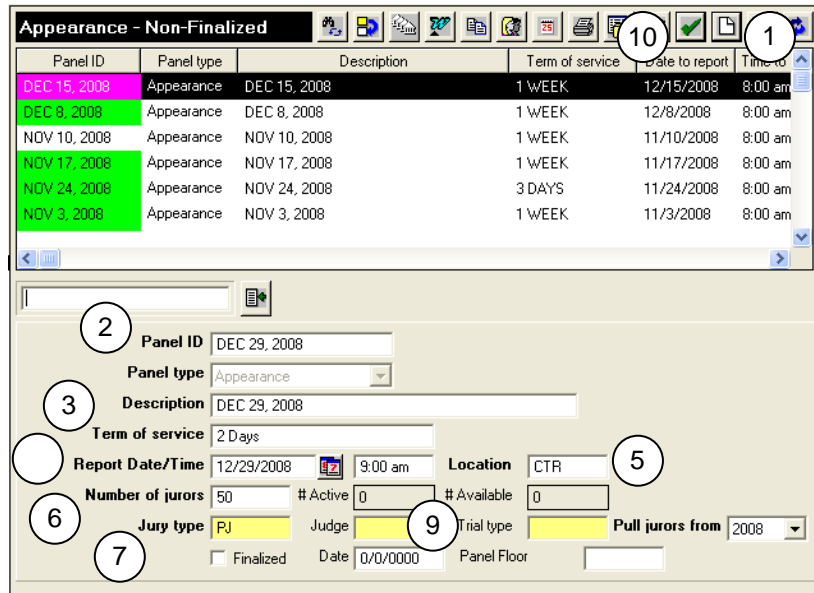 Appearance - Non-Finalized 25 10 1
Panel ID Panel type Description Term of service Date to report Time to
DEC 15, 2008 Appearance DEC 15, 2008 1 WEEK 12/15/2008 8:00 am
DEC 8, 2008 Appearance DEC 8, 2008 1 WEEK 12/8/2008 8:00 am
NOV 10, 2008 Appearance NOV 10, 2008 1 WEEK 11/10/2008 8:00 am
NOV 17, 2008 Appearance NOV 17, 2008 1 WEEK 11/17/2008 8:00 am
NOV 24, 2008 Appearance NOV 24, 2008 3 DAYS 11/24/2008 8:00 am
NOV 3, 2008 Appearance NOV 3, 2008 1 WEEK 11/3/2008 8:00 am
2 Panel ID DEC 29, 2008
Panel type Appearance
3 Description DEC 29, 2008
Term of service 2 Days
Report Date/Time 12/29/2008 9:00 am Location CTR 5
6 Number of jurors 50 # Active 0 # Available 0
Jury type PJ Judge 9 Trial type Pull jurors from 2008
7 Finalized Date 0/0/0000 Panel Floor